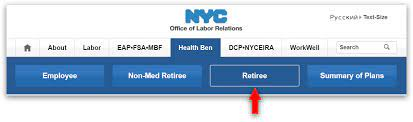 NYC
Office of Labor Relations
Русский ▸ Text-Size
About Labor EAP•FSA•MBF Health Ben DCP•NYCEIRA WorkWell Search
Employee Non-Med Retiree Retiree Summary of Plans